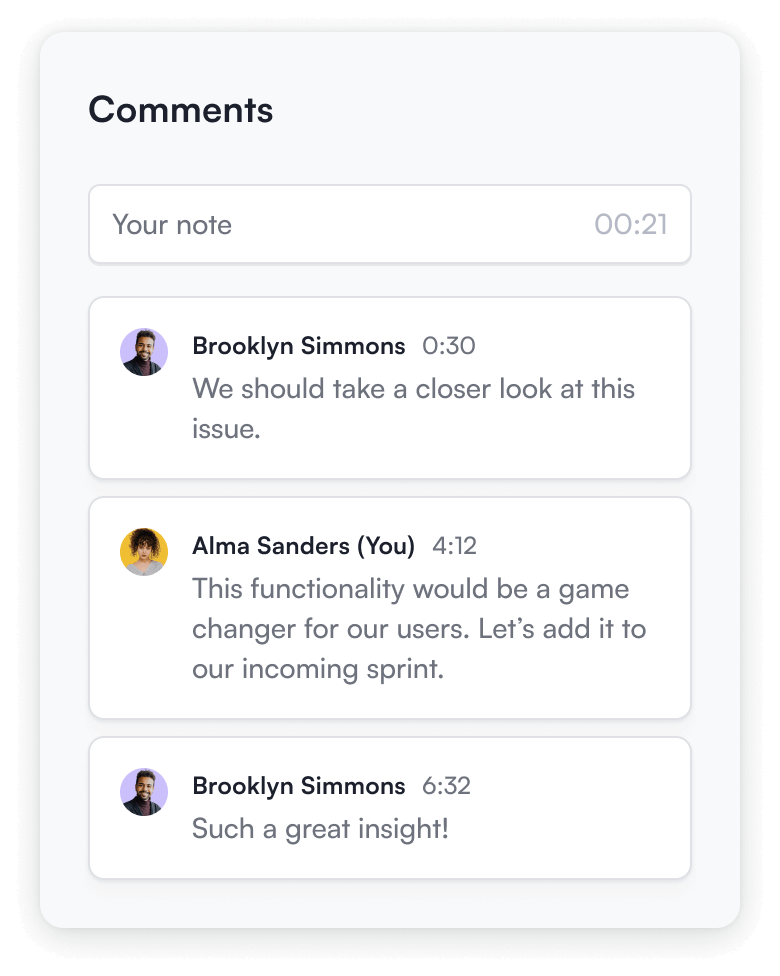 Comments
Your note 00:21
Brooklyn Simmons 0:30
We should take a closer look at this
issue.
Alma Sanders (You) 4:12
This functionality would be a game
changer for our users. Let’s add it to
our incoming sprint.
Brooklyn Simmons 6:32
Such a great insight!